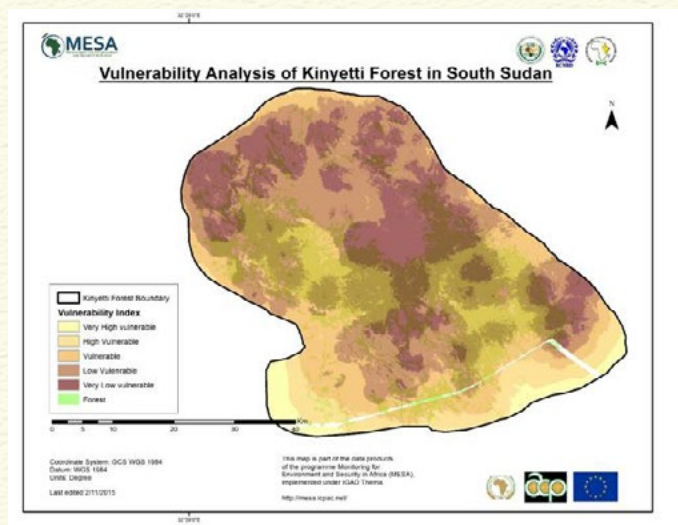 MESA
Vulnerability Analysis of Kinyetti Forest in South Sudan
N
Kinyetti Forest Boundary
Vulnerability Index
Very High vulnerable
High Vulnerable
Vulnerable
Low Vulenrable
Very Low vulnerable
Forest
Km
0 5 10 20 30 40
Coordinate System: GCS WGS 1984
Datum: WGS 1984
Units: Degree
Last edited 2/11/2015
This map is part of the data products
of the programme Monitoring for
Environment and Security in Africa (MESA),
implemented under IGAD Thema
http://mesa.icpac.net/
acp